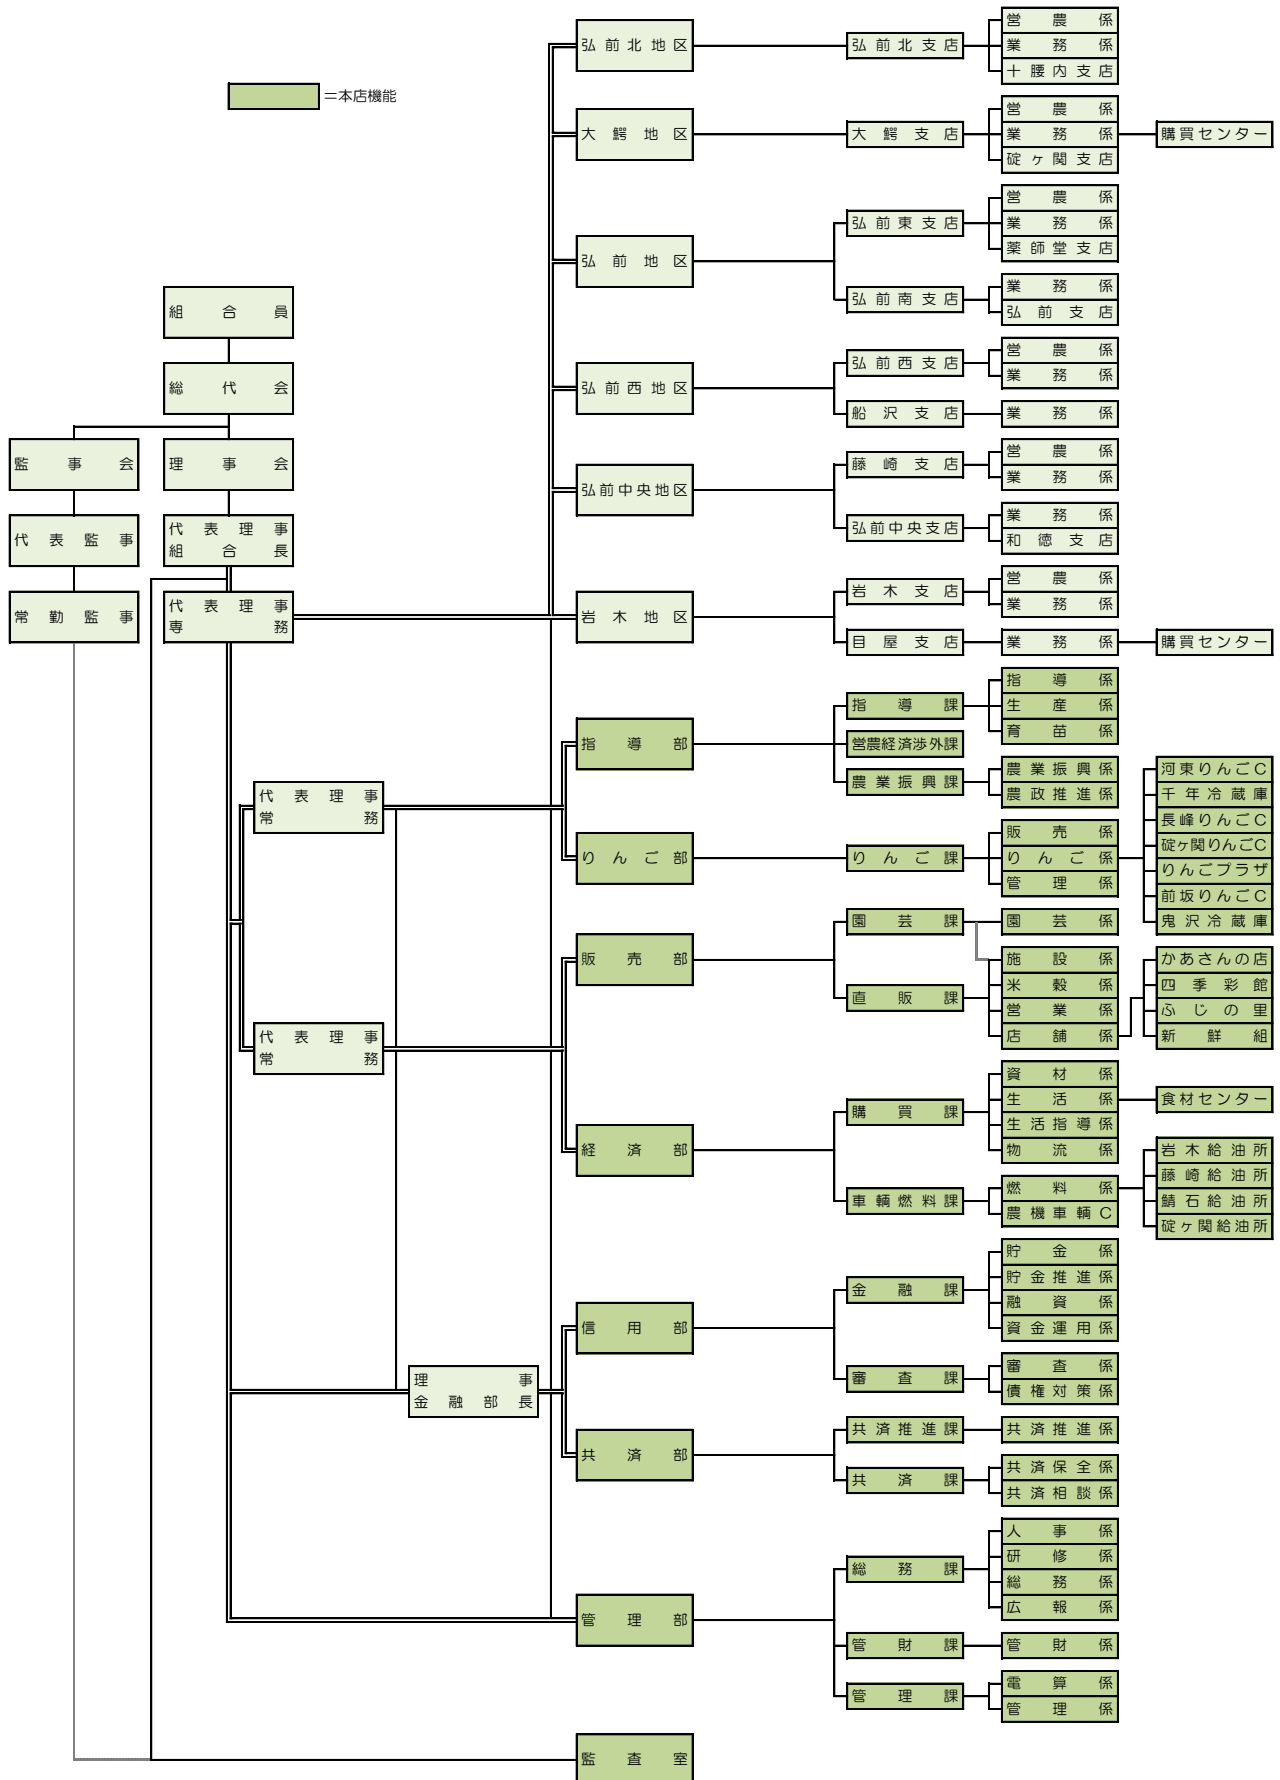 ＝本店機能
組合員
総代会
監事会
理事会
代表監事
代表理事
組合長
常勤監事
代表理事
専務
代表理事
常務
代表理事
常務
理事
金融部長
弘前北地区
弘前北支店
営農係
業務係
十腰内支店
大鰐地区
大鰐支店
営農係
業務係
購買センター
碇ヶ関支店
弘前地区
弘前東支店
営農係
業務係
薬師堂支店
弘前南支店
業務係
弘前支店
弘前西地区
弘前西支店
営農係
業務係
船沢支店
業務係
弘前中央地区
藤崎支店
営農係
業務係
弘前中央支店
業務係
和徳支店
岩木地区
岩木支店
営農係
業務係
目屋支店
業務係
購買センター
指導部
指導課
指導係
生産係
育苗係
営農経済渉外課
農業振興課
農業振興係
農政推進係
りんご部
りんご課
販売係
りんご係
管理係
河東りんごC
千年冷蔵庫
長峰りんごC
碇ヶ関りんごC
りんごプラザ
前坂りんごC
鬼沢冷蔵庫
販売部
園芸課
園芸係
直販課
施設係
米穀係
営業係
店舗係
かあさんの店
四季彩館
ふじの里
新鮮組
経済部
購買課
資材係
生活係
生活指導係
物流係
食材センター
車輌燃料課
燃料係
農機車輌C
岩木給油所
藤崎給油所
鯖石給油所
碇ヶ関給油所
信用部
金融課
貯金係
貯金推進係
融資係
資金運用係
審査課
審査係
債権対策係
共済部
共済推進課
共済推進係
共済課
共済保全係
共済相談係
管理部
総務課
人事係
研修係
総務係
広報係
管財課
管財係
管理課
電算係
管理係
監査室